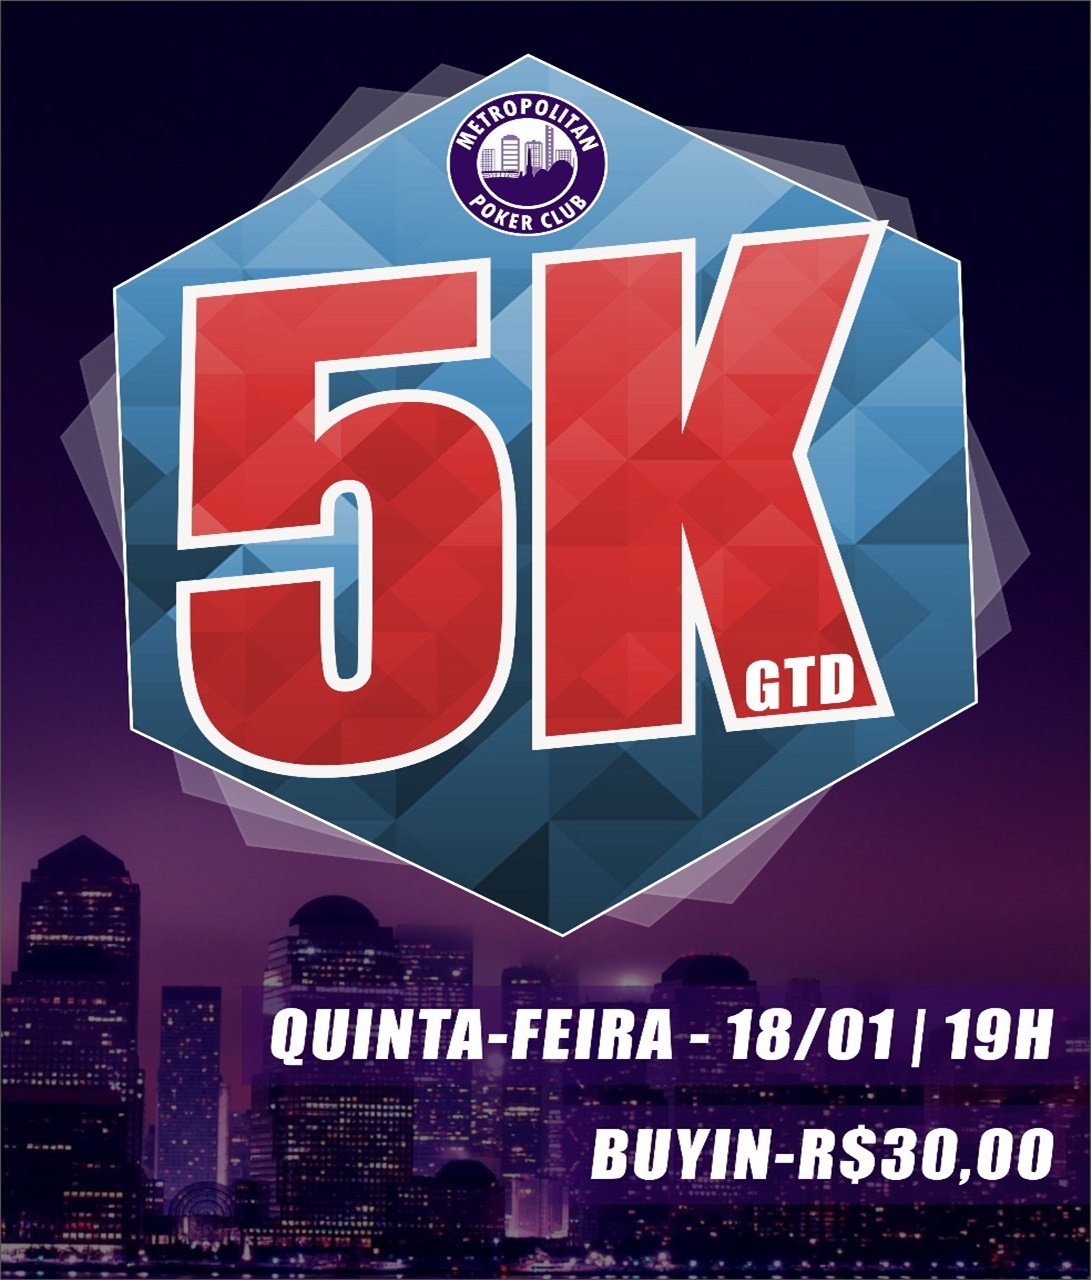 METROPOLITAN
POKER CLUB
5K
GTD
QUINTA-FEIRA - 18/01 | 19H
BUYIN-R$30,00